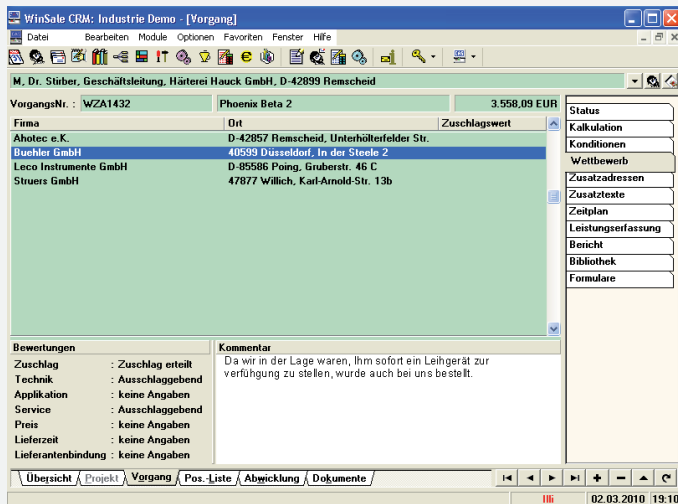 WinSale CRM: Industrie Demo - [Vorgang]
Datei Bearbeiten Module Optionen Favoriten Fenster Hilfe
M, Dr. Stirber, Geschäftsleitung, Härterei Hauck GmbH, D-42899 Remscheid
VorgangsNr. : WZA1432 Phoenix Beta 2 3.558,09 EUR
Firma Ort Zuschlagswert
Ahotec e.K. D-42857 Remscheid, Unterhölterfelder Str.
Buehler GmbH 40599 Düsseldorf, In der Steele 2
Leco Instrumente GmbH D-85586 Poing, Gruberstr. 46 C
Struers GmbH 47877 Willich, Karl-Arnold-Str. 13b
Status
Kalkulation
Konditionen
Wettbewerb
Zusatzadressen
Zusatztexte
Zeitplan
Leistungserfassung
Bericht
Bibliothek
Formulare
Bewertungen
Zuschlag : Zuschlag erteilt
Technik : Ausschlaggebend
Applikation : keine Angaben
Service : Ausschlaggebend
Preis : keine Angaben
Lieferzeit : keine Angaben
Lieferantenbindung : keine Angaben
Kommentar
Da wir in der Lage waren, Ihm sofort ein Leihgerät zur
verfühgung zu stellen, wurde auch bei uns bestellt.
Übersicht Projekt Vorgang Pos.-Liste Abwicklung Dokumente
Illi 02.03.2010 19:10